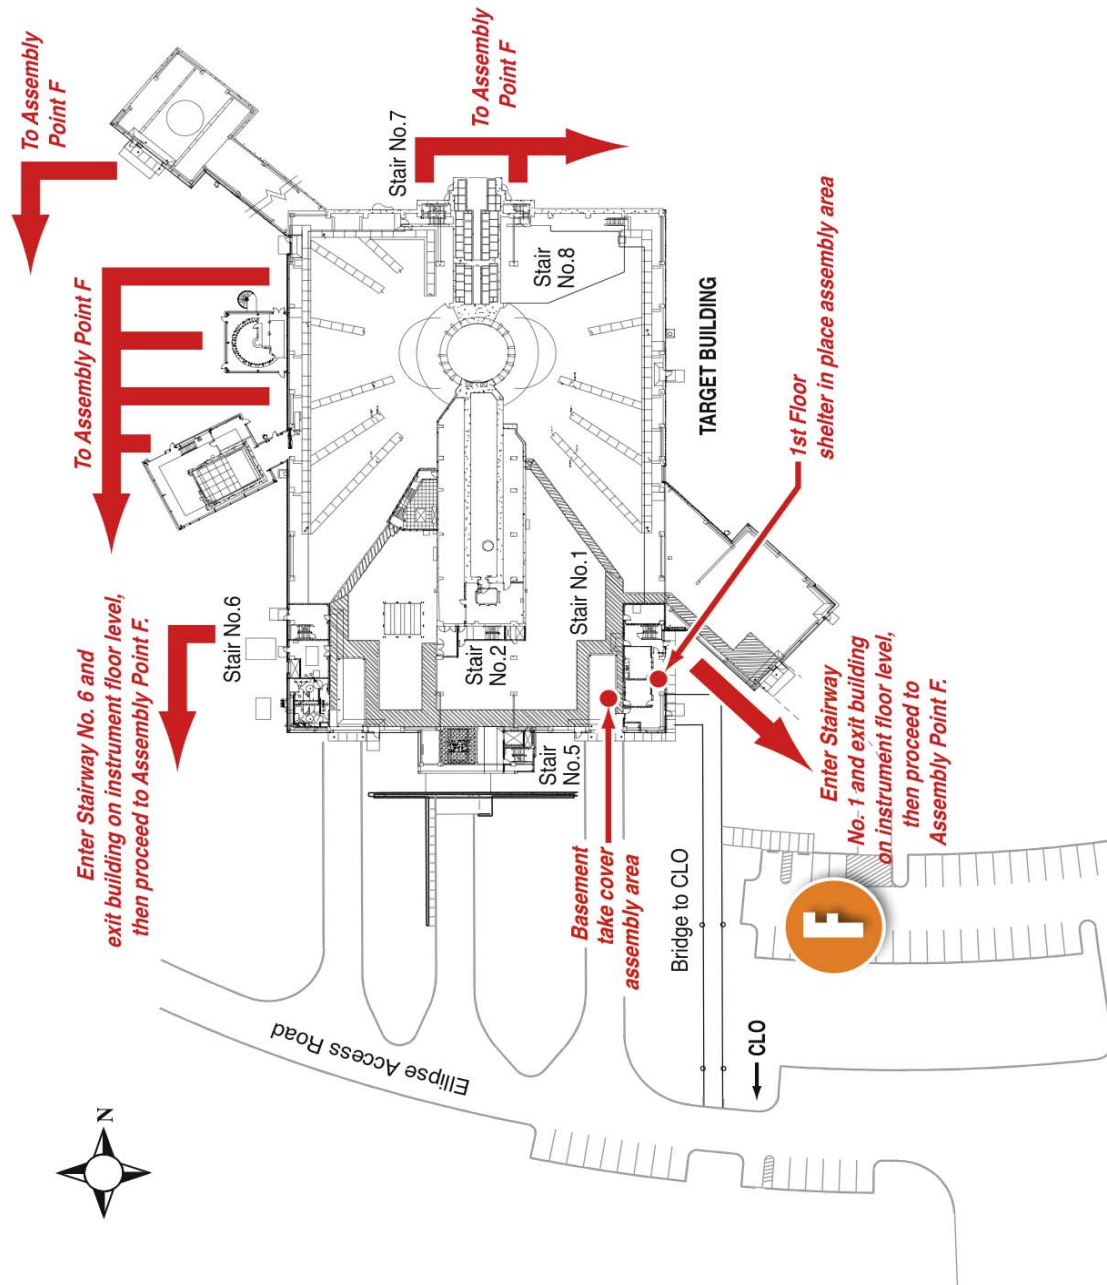 To Assembly
Point F
To Assembly Point F
Enter Stairway No. 6 and
exit building on instrument floor level,
then proceed to Assembly Point F.
Stair No.6
Stair No.7
To Assembly
Point F
Stair
No.8
TARGET BUILDING
1st Floor
shelter in place assembly area
Stair No.1
Stair
No.2
Stair
No.5
Basement
take cover
assembly area
Enter Stairway
No. 1 and exit building
on instrument floor level,
then proceed to
Assembly Point F.
Bridge to CLO
F
CLO
Ellipse Access Road
N